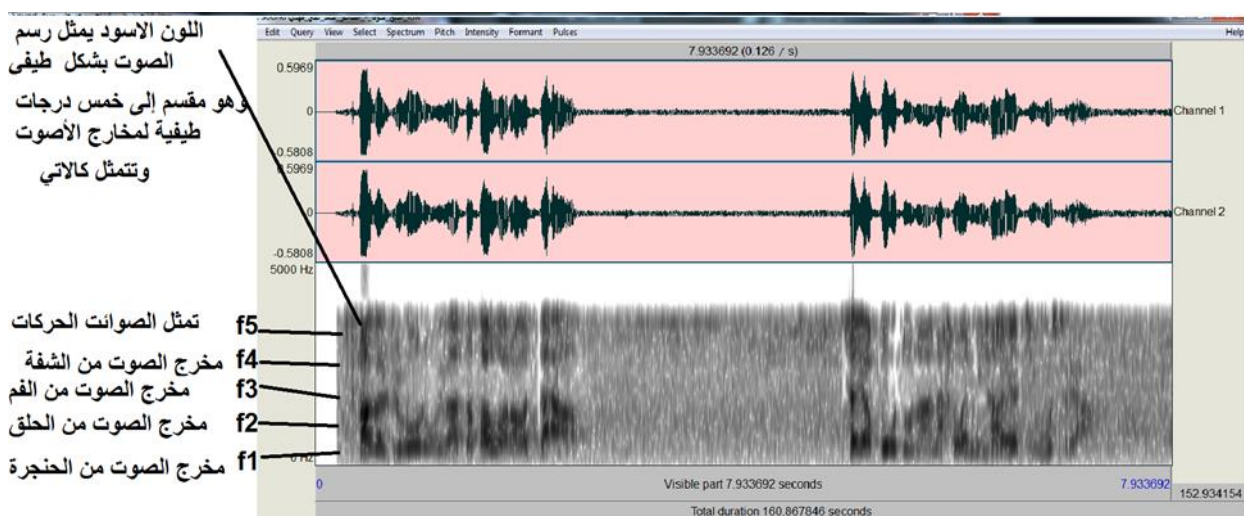 اللون الاسود يمثل رسم
الصوت بشكل طيفى
وهو مقسم إلى خمس درجات
طيفية لمخارج الأصوت
وتتمثل كالاتي
Edit Query View Select Spectrum Pitch Intensity Formant Pulses Help
7.933692 (0.126 / s)
0.5969
0
-0.5808
Channel 1
0.5969
0
-0.5808
Channel 2
5000 Hz
تمثل الصوائت الحركات f5
مخرج الصوت من الشفة f4
مخرج الصوت من الفم f3
مخرج الصوت من الحلق f2
مخرج الصوت من الحنجرة f1
0 Hz
0 Visible part 7.933692 seconds 7.933692 152.934154
Total duration 160.867846 seconds